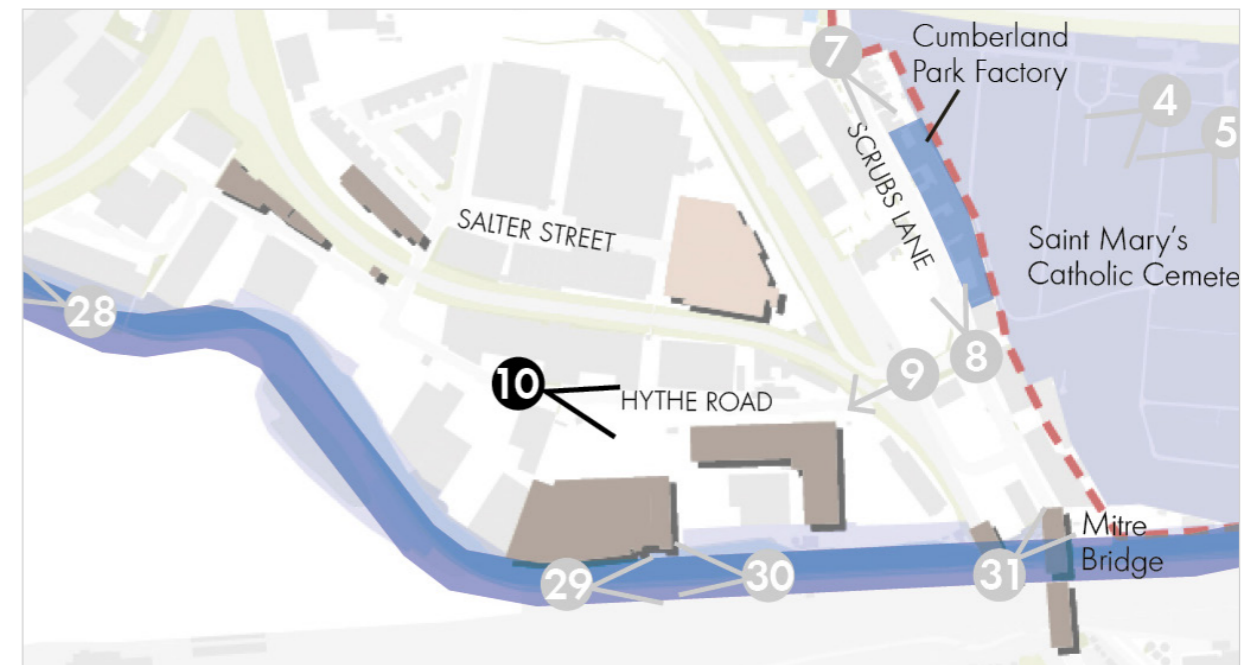 Cumberland
Park Factory
7
4
5
SCRUBS LANE
SALTER STREET
Saint Mary's
Catholic Cemete
28
8
10
9
HYTHE ROAD
Mitre
Bridge
29
30
31